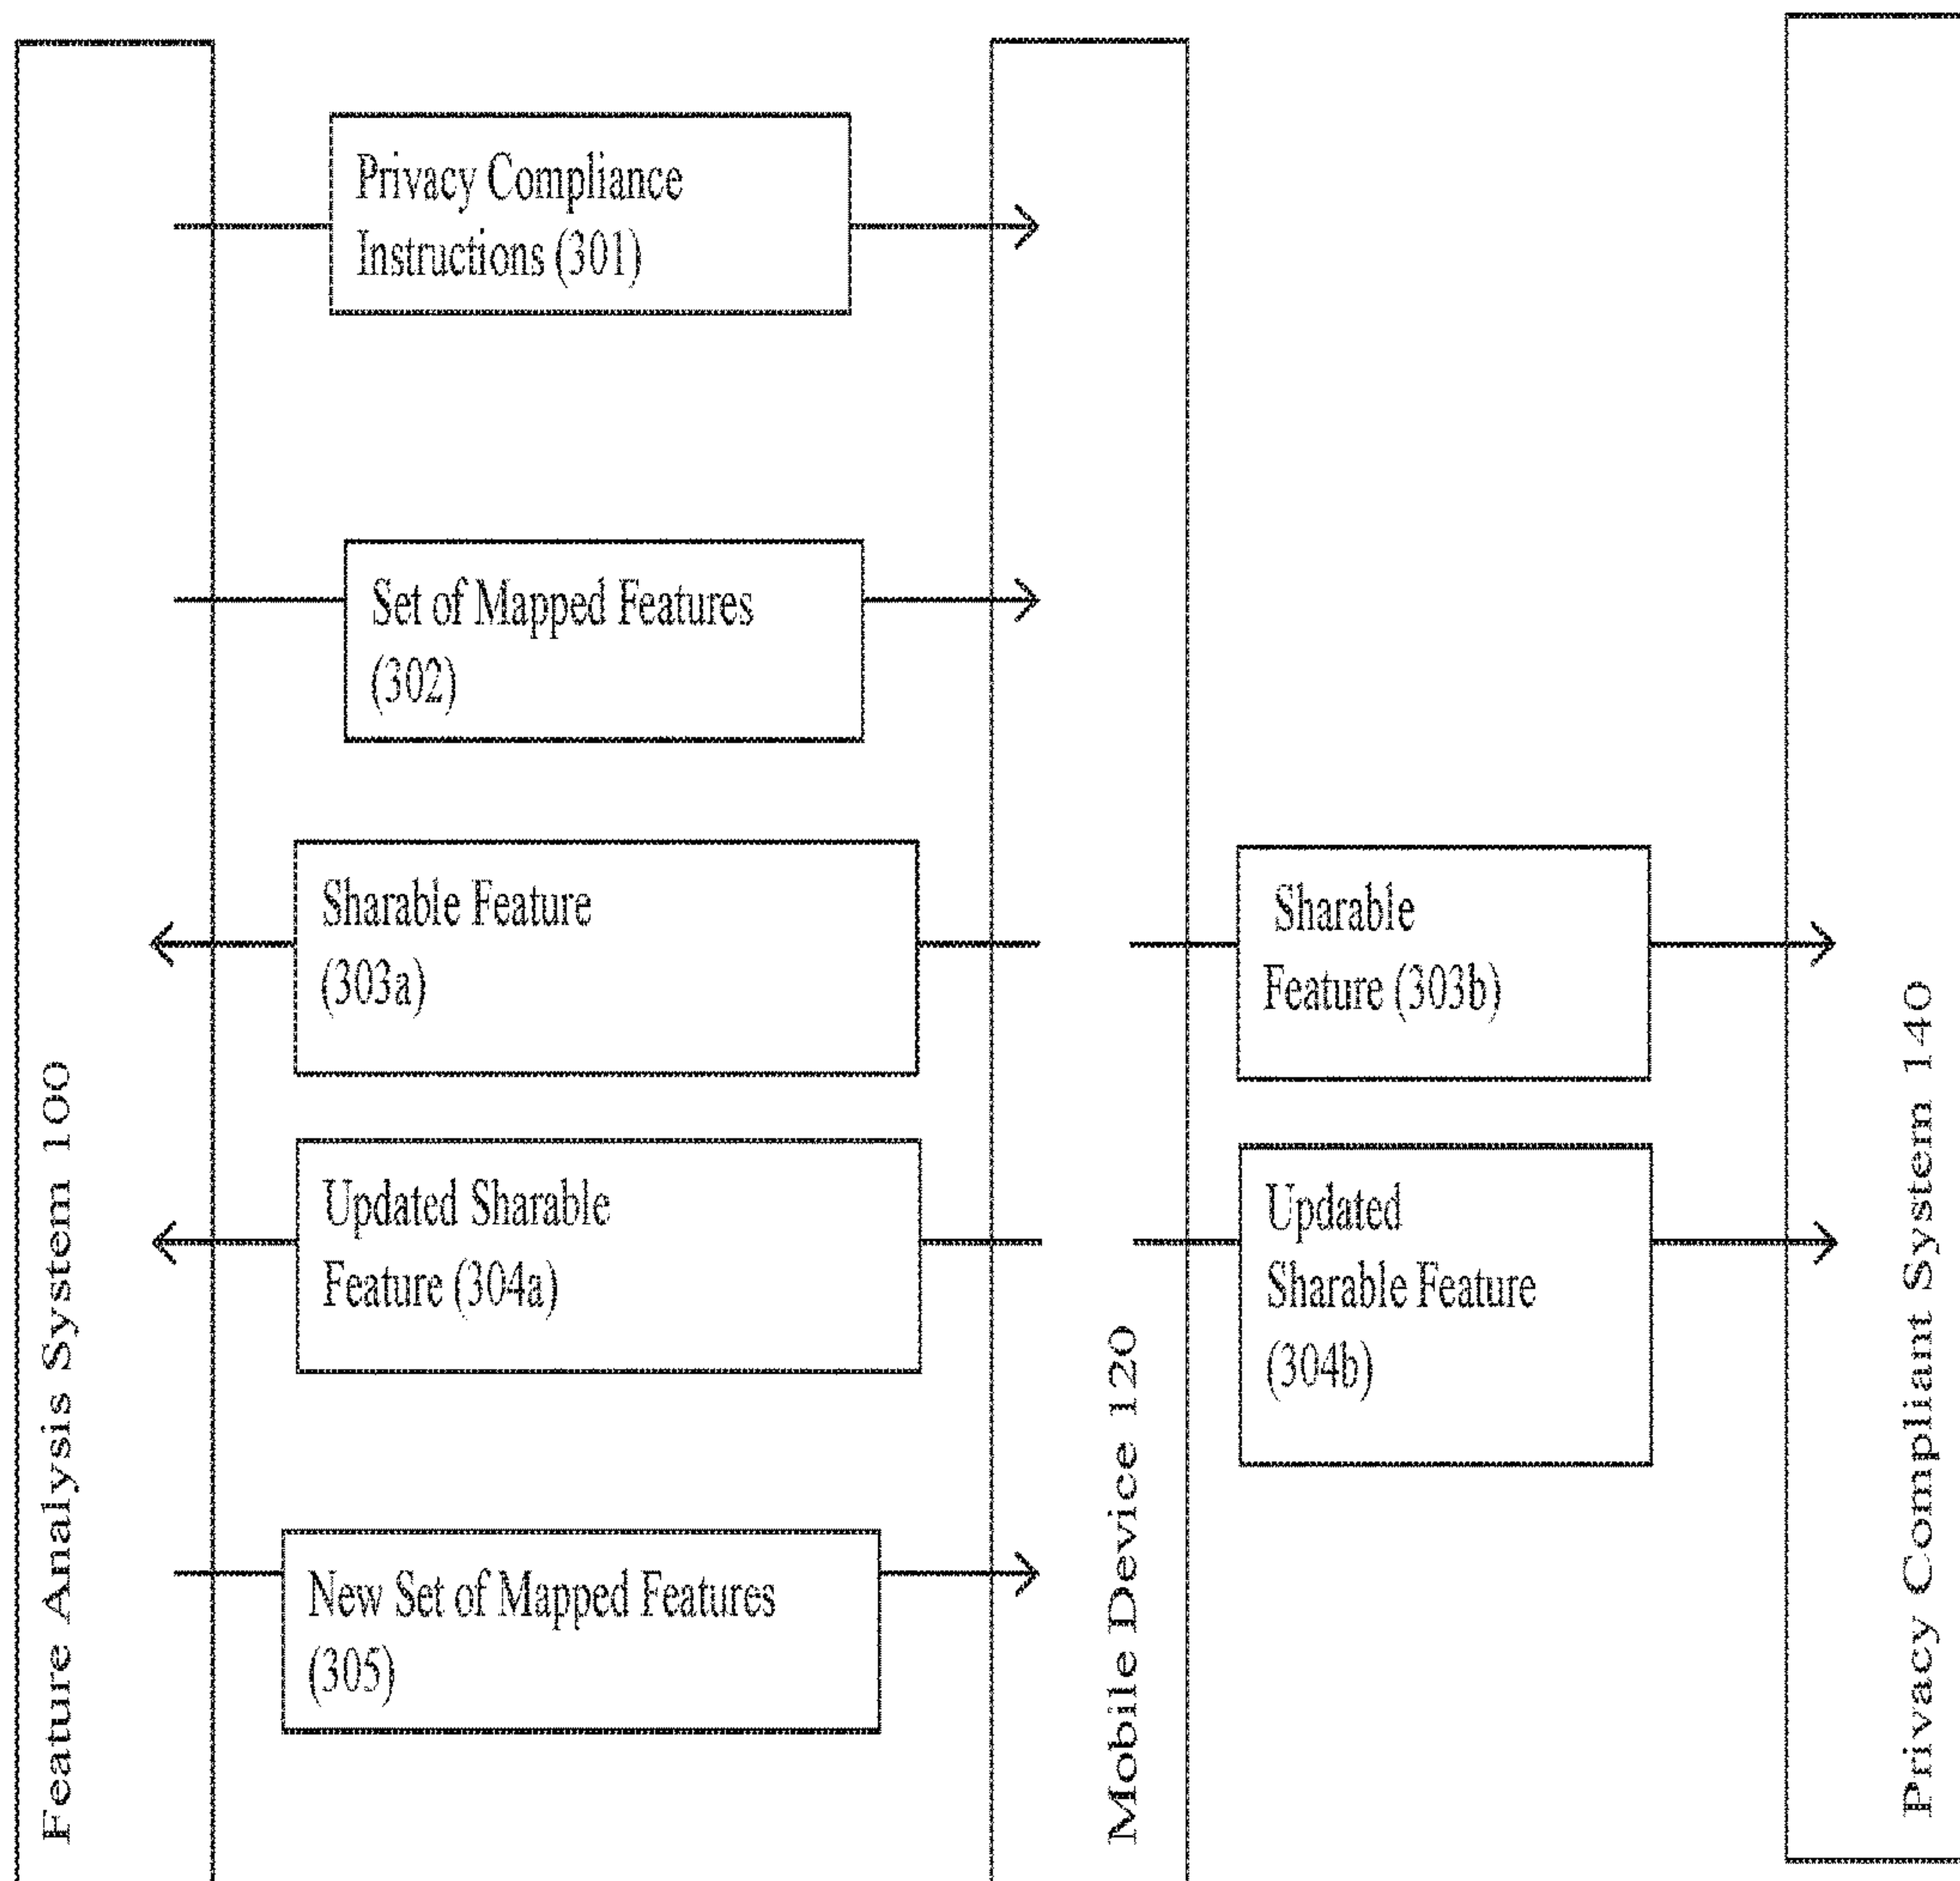 Privacy Compliance
Instructions (301)
Set of Mapped Features
(302)
Sharable Feature
(303a)
Sharable
Feature (303b)
Updated Sharable
Feature (304a)
Updated
Sharable Feature
(304b)
New Set of Mapped Features
(305)
Feature Analysis System 100
Mobile Device 120
Privacy Compliant System 140